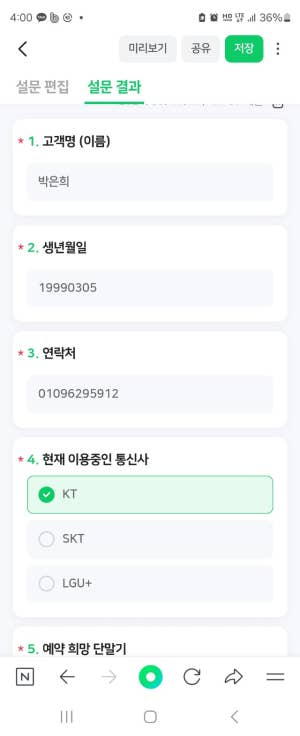 4:00
36%
미리보기 공유 저장
설문 편집 설문 결과
* 1. 고객명 (이름)
박은희
* 2. 생년월일
19990305
* 3. 연락처
01096295912
* 4. 현재 이용중인 통신사
KT
SKT
LGU+
* 5. 예약 희망 단말기
N